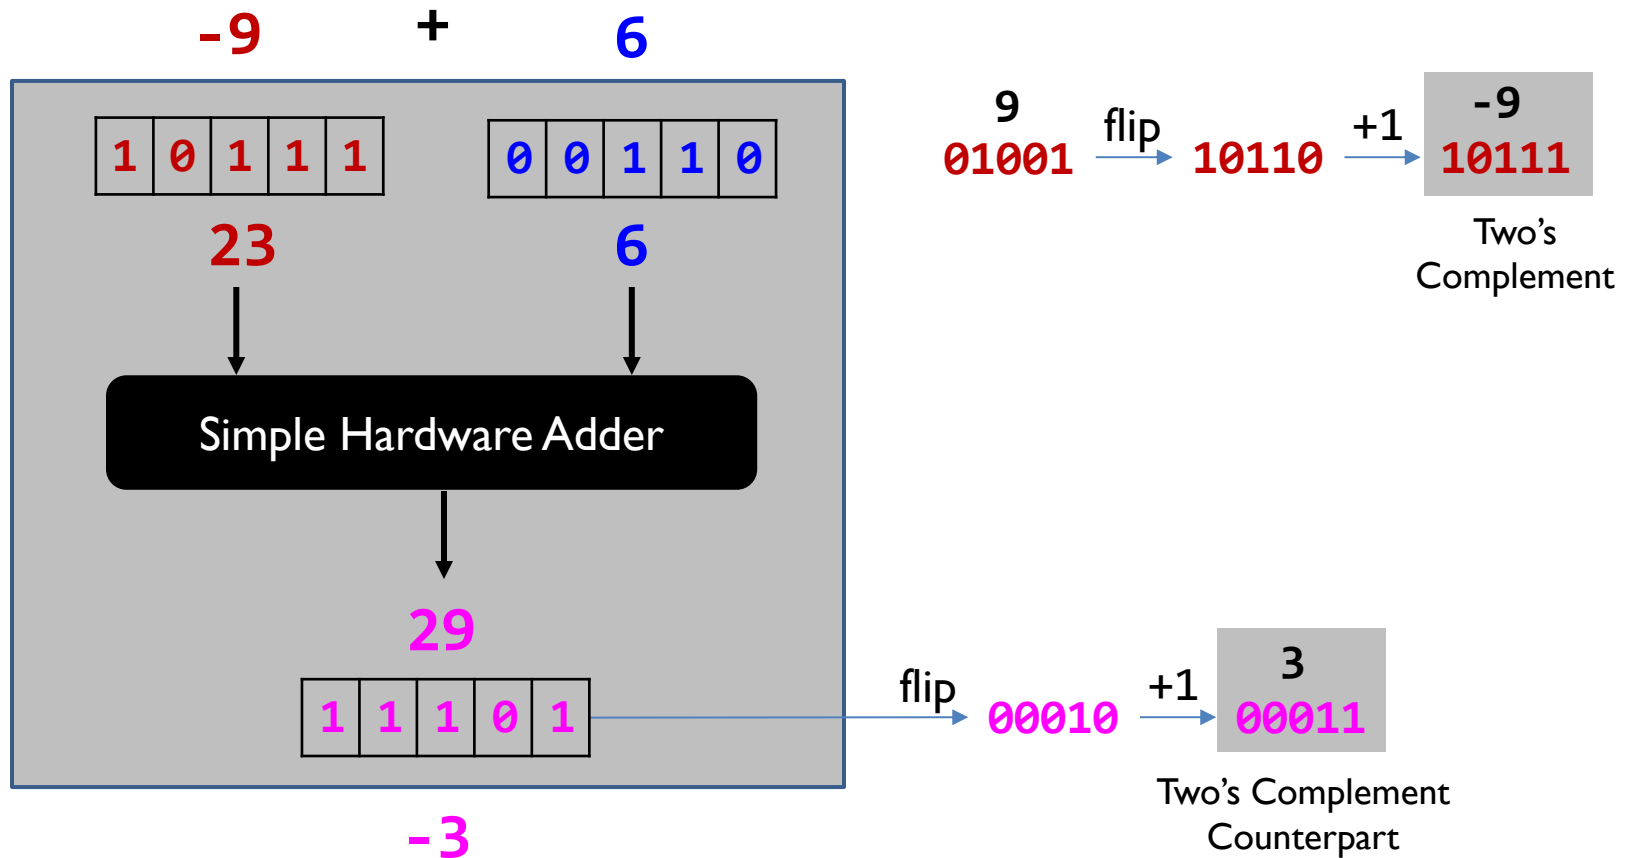 -9 + 6
1 0 1 1 1
0 0 1 1 0
23
6
Simple Hardware Adder
29
1 1 1 0 1
-3
9
01001
flip
10110
+1
-9
10111
Two's
Complement
flip
00010
+1
3
00011
Two's Complement
Counterpart